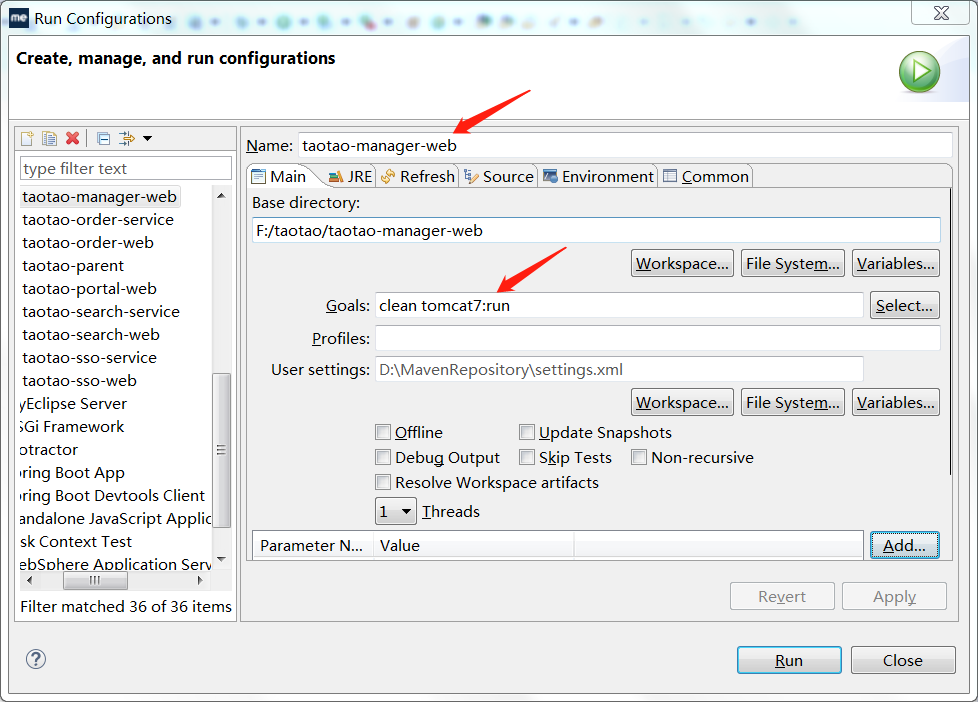 me Run Configurations
Create, manage, and run configurations
type filter text
taotao-manager-web
taotao-order-service
taotao-order-web
taotao-parent
taotao-portal-web
taotao-search-service
taotao-search-web
taotao-sso-service
taotao-sso-web
yEclipse Server
SGi Framework
otractor
ring Boot App
ring Boot Devtools Client
andalone JavaScript Applic
sk Context Test
ebSphere Application Serv
Filter matched 36 of 36 items
Name: taotao-manager-web
Main JRE Refresh Source Environment Common
Base directory:
F:/taotao/taotao-manager-web
Workspace... File System... Variables...
Goals: clean tomcat7:run Select...
Profiles:
User settings: D:\MavenRepository\settings.xml
Workspace... File System... Variables...
Offline Update Snapshots
Debug Output Skip Tests Non-recursive
Resolve Workspace artifacts
1 Threads
Parameter N... Value Add...
Revert Apply
? Run Close